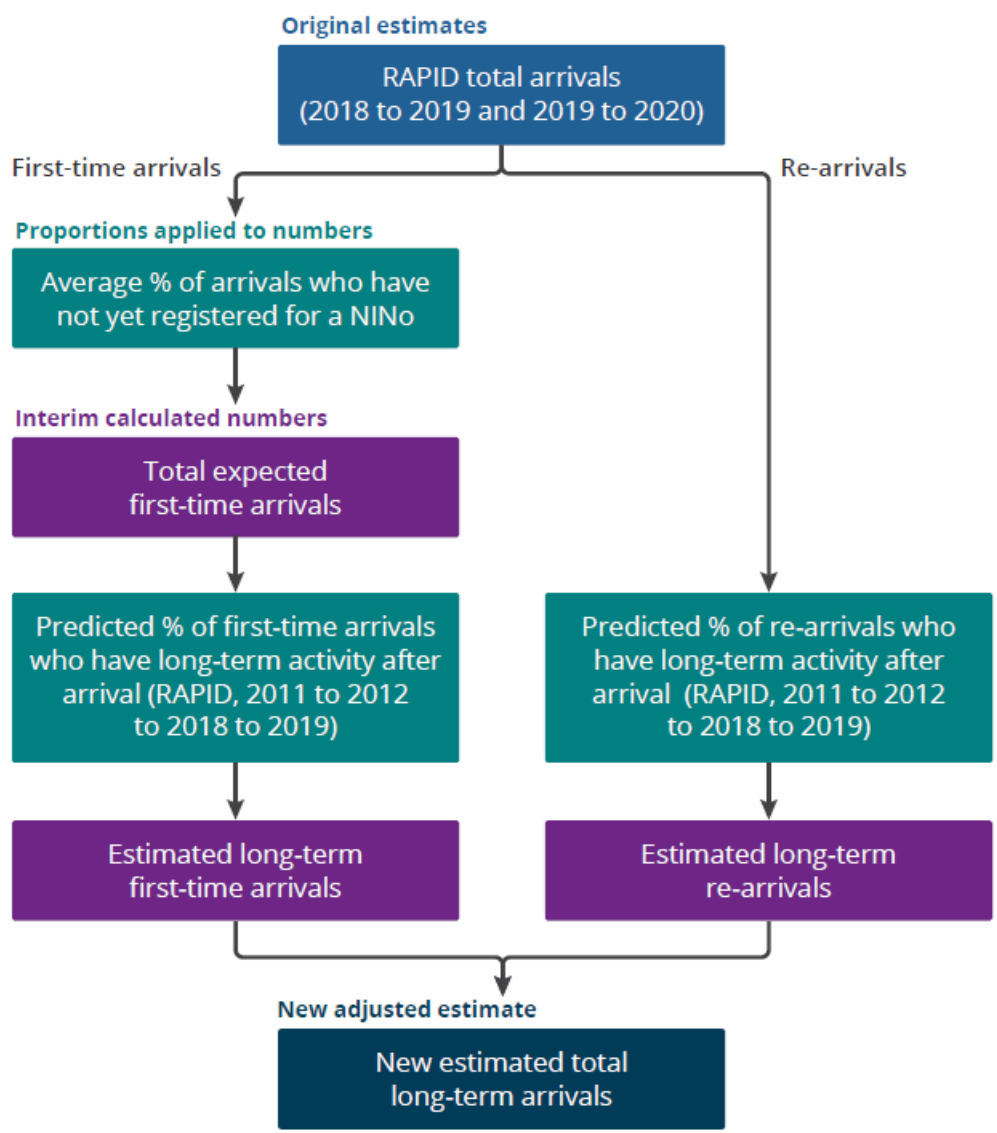 Original estimates
RAPID total arrivals
(2018 to 2019 and 2019 to 2020)
First-time arrivals
Re-arrivals
Proportions applied to numbers
Average % of arrivals who have
not yet registered for a NINo
Interim calculated numbers
Total expected
first-time arrivals
Predicted % of first-time arrivals
who have long-term activity after
arrival (RAPID, 2011 to 2012
to 2018 to 2019)
Predicted % of re-arrivals who
have long-term activity after
arrival (RAPID, 2011 to 2012
to 2018 to 2019)
Estimated long-term
first-time arrivals
Estimated long-term
re-arrivals
New adjusted estimate
New estimated total
long-term arrivals